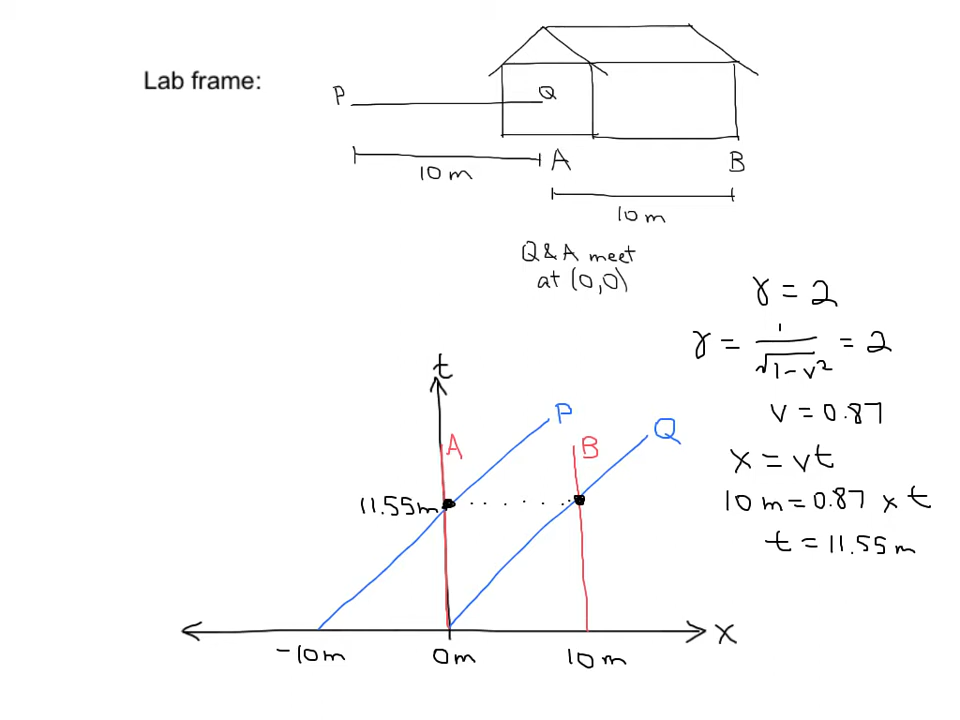 Lab frame:
P
Q
10 m
A
B
10 m
Q & A meet
at (0,0)
γ = 2
γ = 1/√1-v² = 2
v = 0.87
x = vt
10 m = 0.87 x t
t = 11.55 m
t
A
P
B
Q
11.55m
x
-10m
0m
10 m